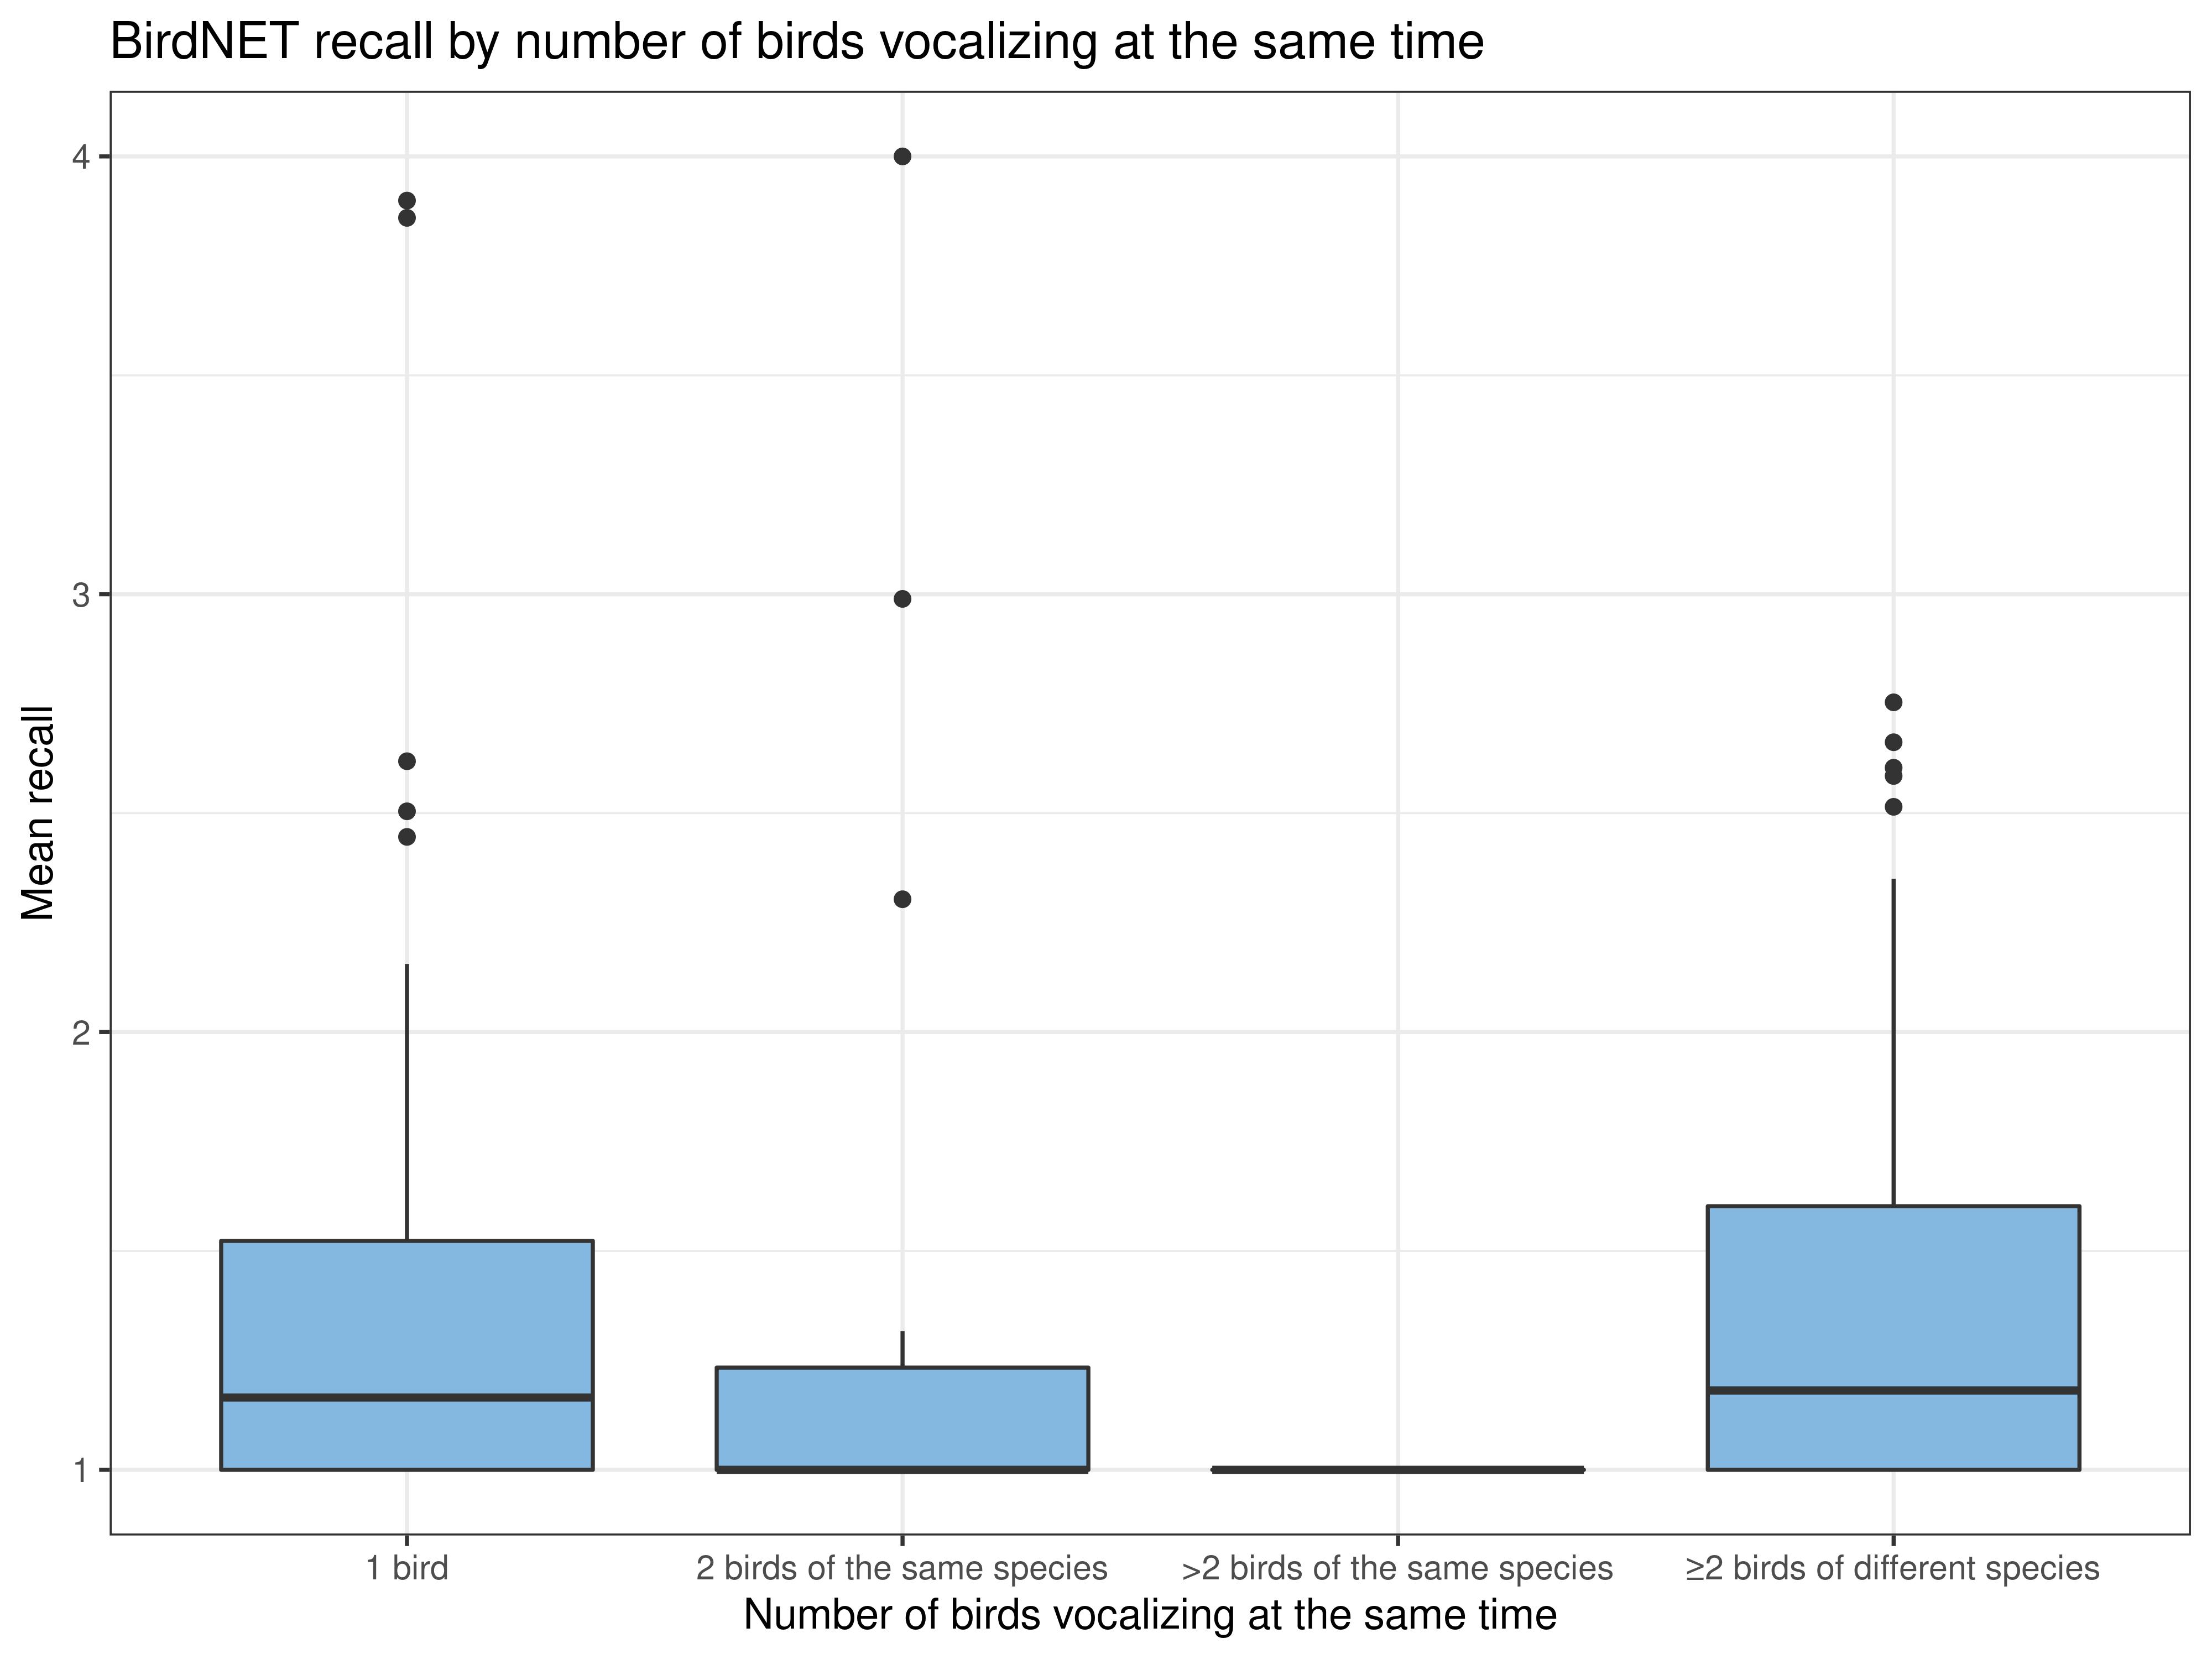 BirdNET recall by number of birds vocalizing at the same time
Mean recall
4
3
2
1
1 bird
2 birds of the same species
>2 birds of the same species
≥2 birds of different species
Number of birds vocalizing at the same time